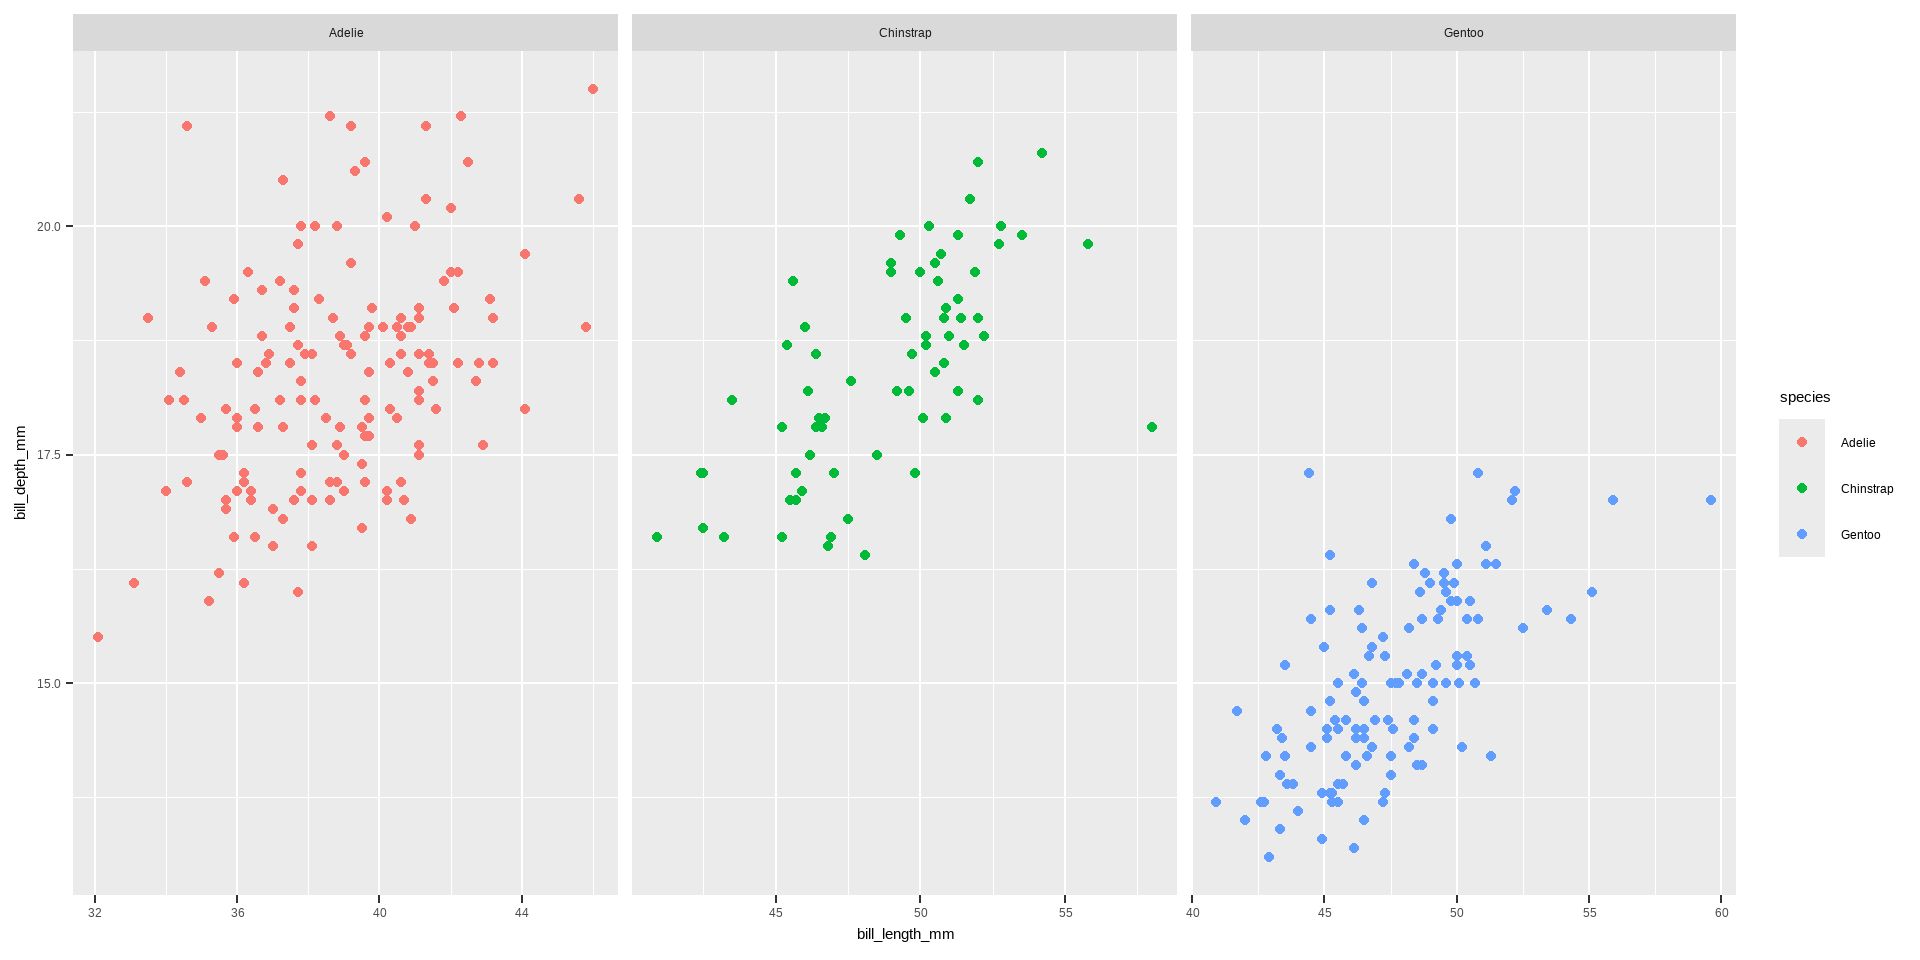 Adelie Chinstrap Gentoo
20.0
17.5
15.0
bill_depth_mm
32 36 40 44 45 50 55 40 45 50 55 60
bill_length_mm
species
Adelie
Chinstrap
Gentoo